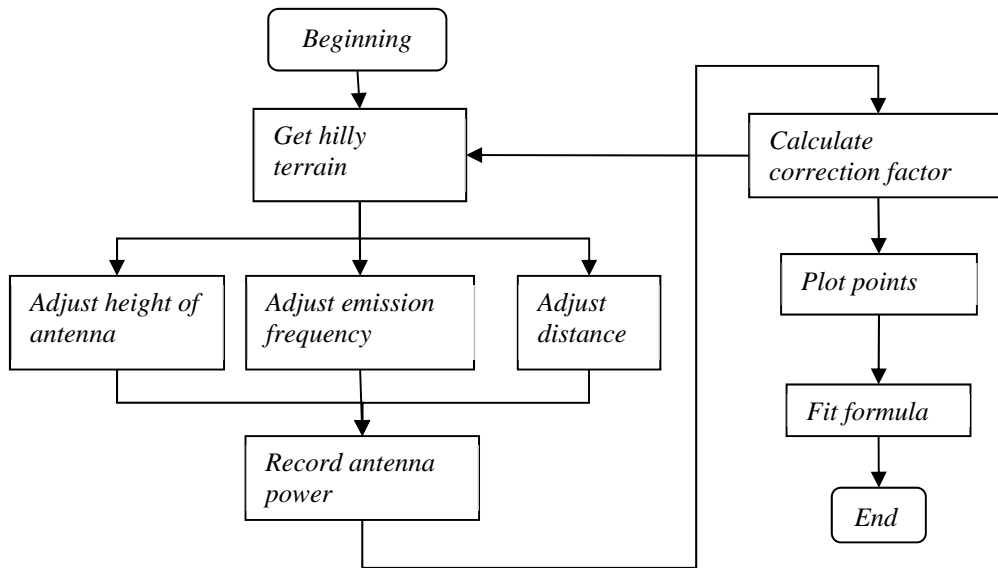 Beginning
Get hilly
terrain
Adjust height of
antenna
Adjust emission
frequency
Adjust
distance
Record antenna
power
Calculate
correction factor
Plot points
Fit formula
End